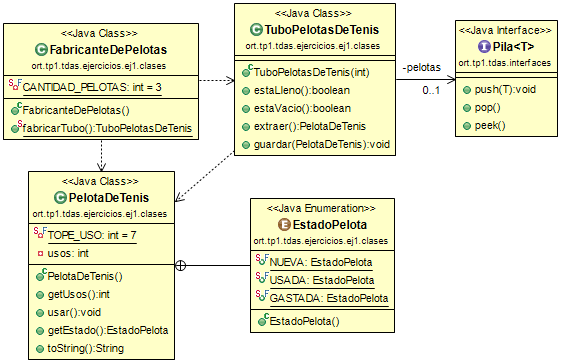 <<Java Class>>
FabricanteDePelotas
ort.tp1.tdas.ejercicios.ej1.clases
CANTIDAD_PELOTAS: int = 3
FabricanteDePelotas()
fabricarTubo():TuboPelotasDeTenis
<<Java Class>>
TuboPelotasDeTenis
ort.tp1.tdas.ejercicios.ej1.clases
TuboPelotasDeTenis(int)
estaLleno():boolean
estaVacio():boolean
extraer():PelotaDeTenis
guardar(PelotaDeTenis):void
-pelotas
0..1
<<Java Interface>>
Pila<T>
ort.tp1.tdas.interfaces
push(T):void
pop()
peek()
<<Java Class>>
PelotaDeTenis
ort.tp1.tdas.ejercicios.ej1.clases
TOPE_USO: int = 7
usos: int
PelotaDeTenis()
getUsos():int
usar():void
getEstado():EstadoPelota
toString():String
<<Java Enumeration>>
EstadoPelota
ort.tp1.tdas.ejercicios.ej1.clases
NUEVA: EstadoPelota
USADA: EstadoPelota
GASTADA: EstadoPelota
EstadoPelota()